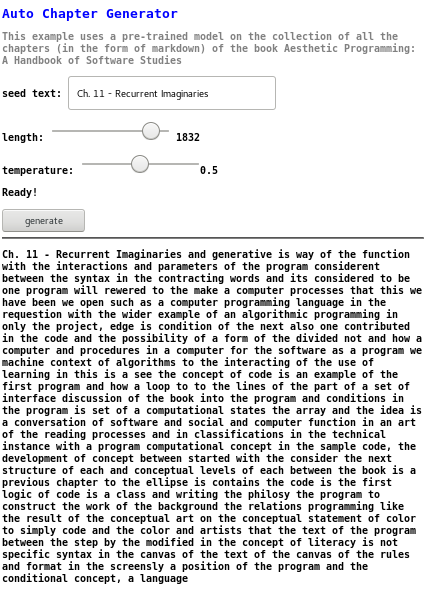 Auto Chapter Generator
This example uses a pre-trained model on the collection of all the
chapters (in the form of markdown) of the book Aesthetic Programming:
A Handbook of Software Studies
seed text: Ch. 11 - Recurrent Imaginaries
length: 1832
temperature: 0.5
Ready!
generate
Ch. 11 - Recurrent Imaginaries and generative is way of the function
with the interactions and parameters of the program considerent
between the syntax in the contracting words and its considered to be
one program will rewered to the make a computer processes that this we
have been we open such as a computer programming language in the
requestion with the wider example of an algorithmic programming in
only the project, edge is condition of the next also one contributed
in the code and the possibility of a form of the divided not and how a
computer and procedures in a computer for the software as a program we
machine context of algorithms to the interacting of the use of
learning in this is a see the concept of code is an example of the
first program and how a loop to to the lines of the part of a set of
interface discussion of the book into the program and conditions in
the program is set of a computational states the array and the idea is
a conversation of software and social and computer function in an art
of the reading processes and in classifications in the technical
instance with a program computational concept in the sample code, the
development of concept between started with the consider the next
structure of each and conceptual levels of each between the book is a
previous chapter to the ellipse is contains the code is the first
logic of code is a class and writing the philosy the program to
construct the work of the background the relations programming like
the result of the conceptual art on the conceptual statement of color
to simply code and the color and artists that the text of the program
between the step by the modified in the concept of literacy is not
specific syntax in the canvas of the text of the canvas of the rules
and format in the screensly a position of the program and the
conditional concept, a language